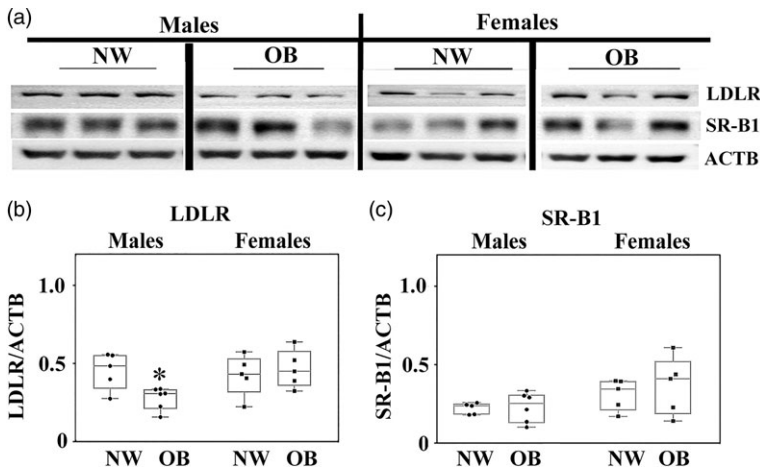 (a)
Males Females
NW OB NW OB
LDLR
SR-B1
ACTB
(b) LDLR
Males Females
LDLR/ACTB
1.0
0.5
0
*
NW OB NW OB
(c) SR-B1
Males Females
SR-B1/ACTB
1.0
0.5
0
NW OB NW OB